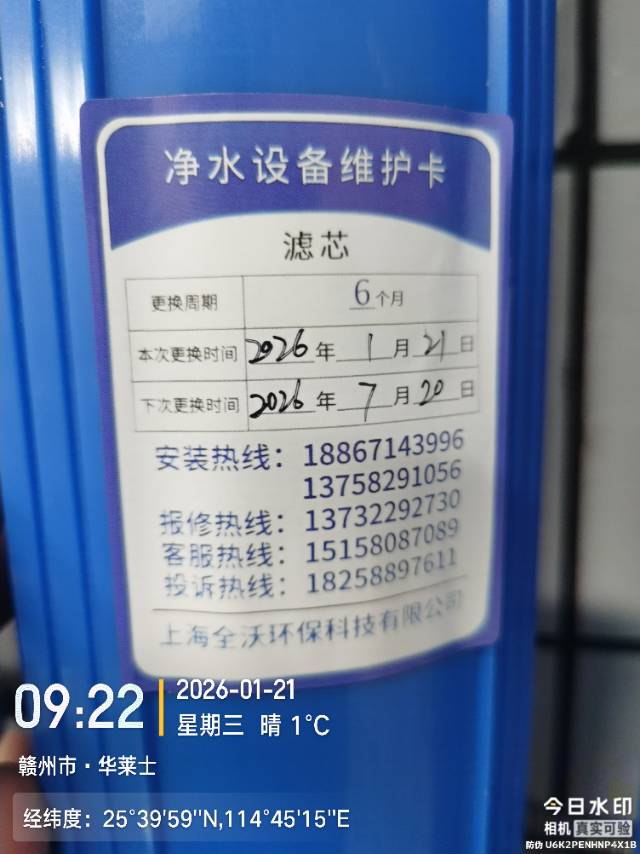 净水设备维护卡
滤芯
更换周期 6个月
本次更换时间 2026年1月21日
下次更换时间 2026年7月20日
安装热线：18867143996
13758291056
报修热线：13732292730
客服热线：15158087089
投诉热线：18258897611
上海全沃环保科技有限公司
09:22
2026-01-21
星期三 晴 1°C
赣州市·华莱士
经纬度：25°39'59"N,114°45'15"E
今日水印
相机 真实可验
防伪 U6K2PENHNP4X1B